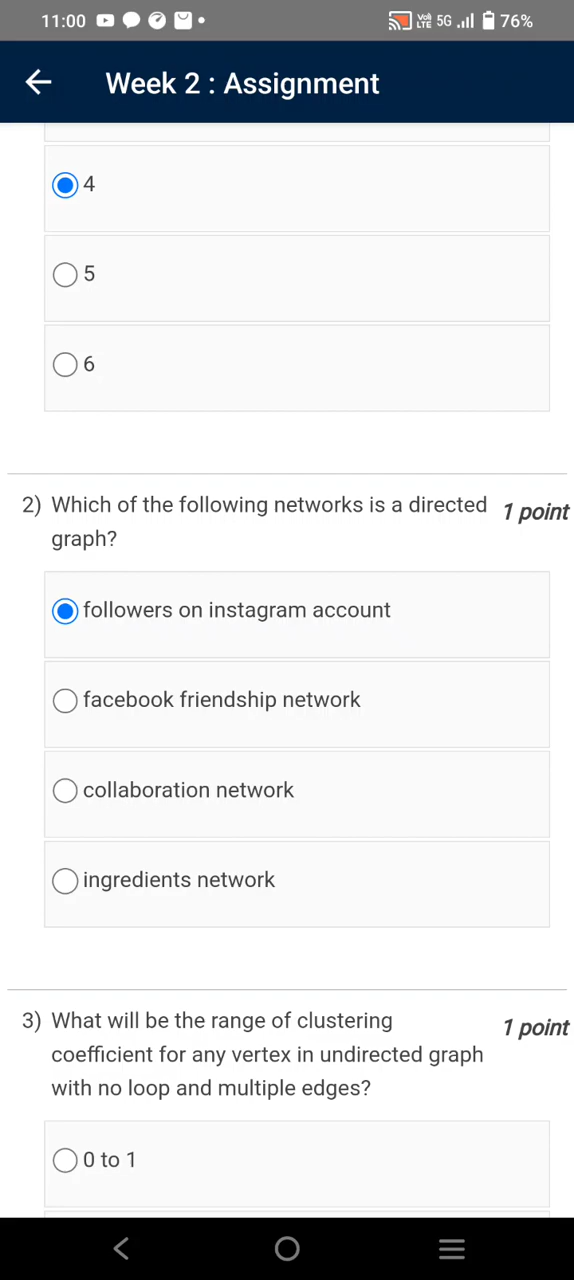 11:00
Vo)) LTE 5G 76%
Week 2 : Assignment
4
5
6
2) Which of the following networks is a directed 1 point
graph?
followers on instagram account
facebook friendship network
collaboration network
ingredients network
3) What will be the range of clustering 1 point
coefficient for any vertex in undirected graph
with no loop and multiple edges?
0 to 1